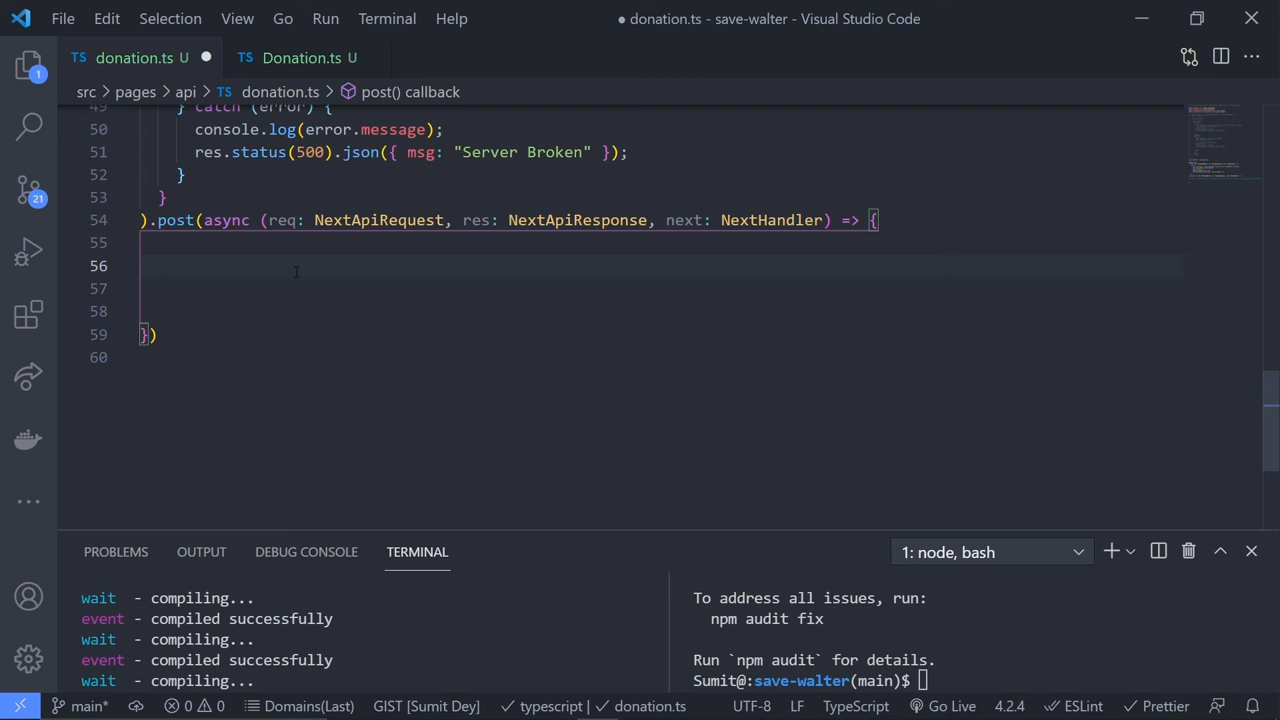 File Edit Selection View Go Run Terminal Help ● donation.ts - save-walter - Visual Studio Code
TS donation.ts U ● TS Donation.ts U
src > pages > api > TS donation.ts > post() callback
49 } catch (error) {
50 console.log(error.message);
51 res.status(500).json({ msg: "Server Broken" });
52 }
53 }
54 ).post(async (req: NextApiRequest, res: NextApiResponse, next: NextHandler) => {
55
56
57
58
59 })
60
1
21
PROBLEMS OUTPUT DEBUG CONSOLE TERMINAL 1: node, bash
wait - compiling...
event - compiled successfully
wait - compiling...
event - compiled successfully
wait - compiling...
To address all issues, run:
npm audit fix
Run `npm audit` for details.
Sumit@:save-walter(main)$
main* 0 0 Domains(Last) GIST [Sumit Dey] typescript | donation.ts UTF-8 LF TypeScript Go Live 4.2.4 ESLint Prettier